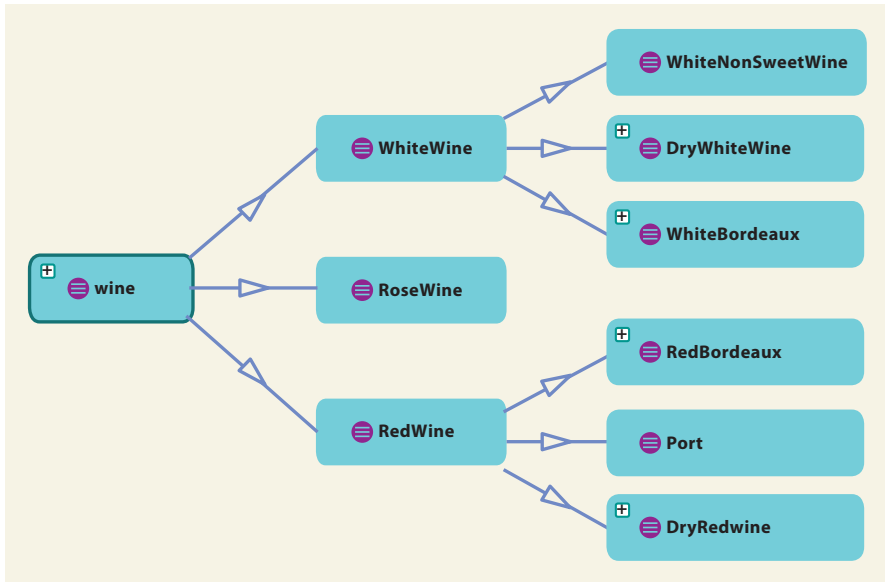 WhiteNonSweetWine
WhiteWine
DryWhiteWine
WhiteBordeaux
wine
RoseWine
RedBordeaux
RedWine
Port
DryRedwine